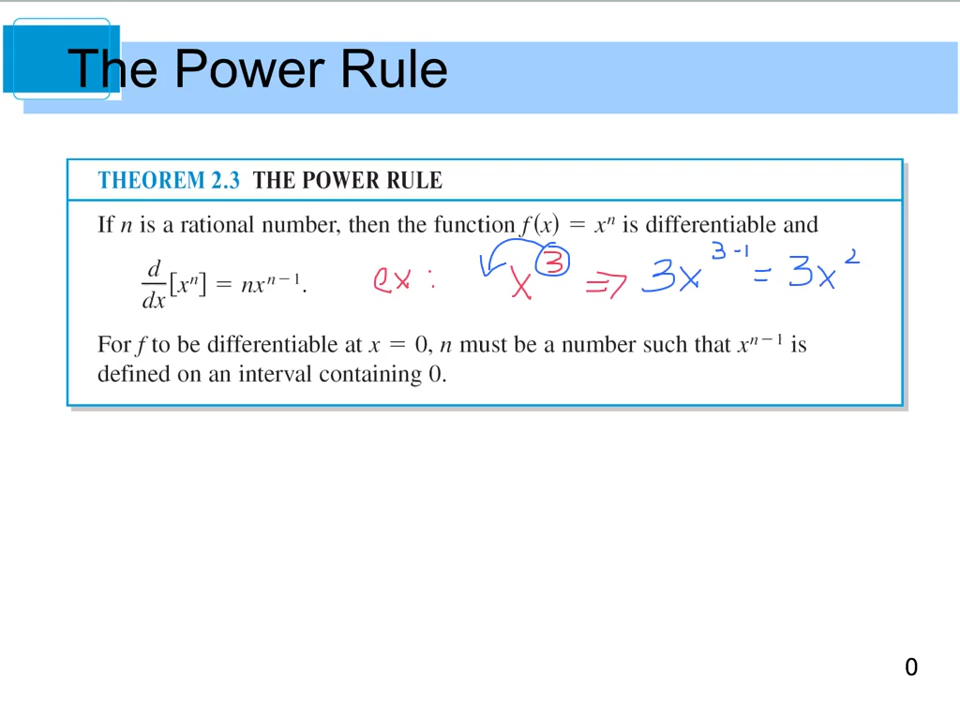 The Power Rule
THEOREM 2.3 THE POWER RULE
If n is a rational number, then the function f(x) = xⁿ is differentiable and
d/dx [xⁿ] = nxⁿ⁻¹.
ex: x³ ⇒ 3x³⁻¹ = 3x²
For f to be differentiable at x = 0, n must be a number such that xⁿ⁻¹ is
defined on an interval containing 0.
0